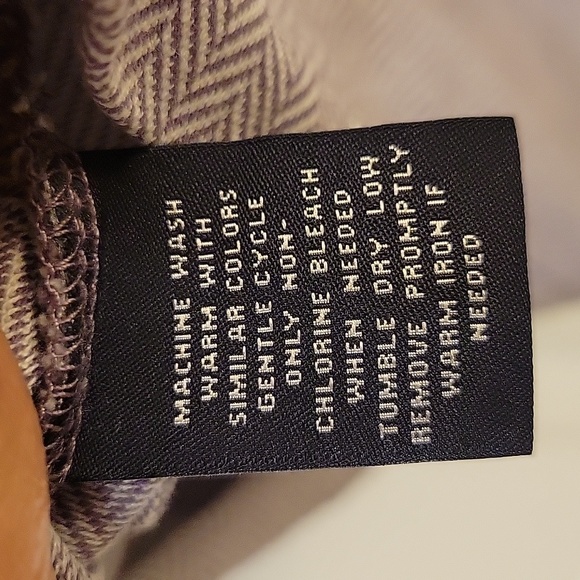 MACHINE WASH
WARM WITH
SIMILAR COLORS
GENTLE CYCLE
ONLY NON-
CHLORINE BLEACH
WHEN NEEDED
TUMBLE DRY LOW
REMOVE PROMPTLY
WARM IRON IF
NEEDED